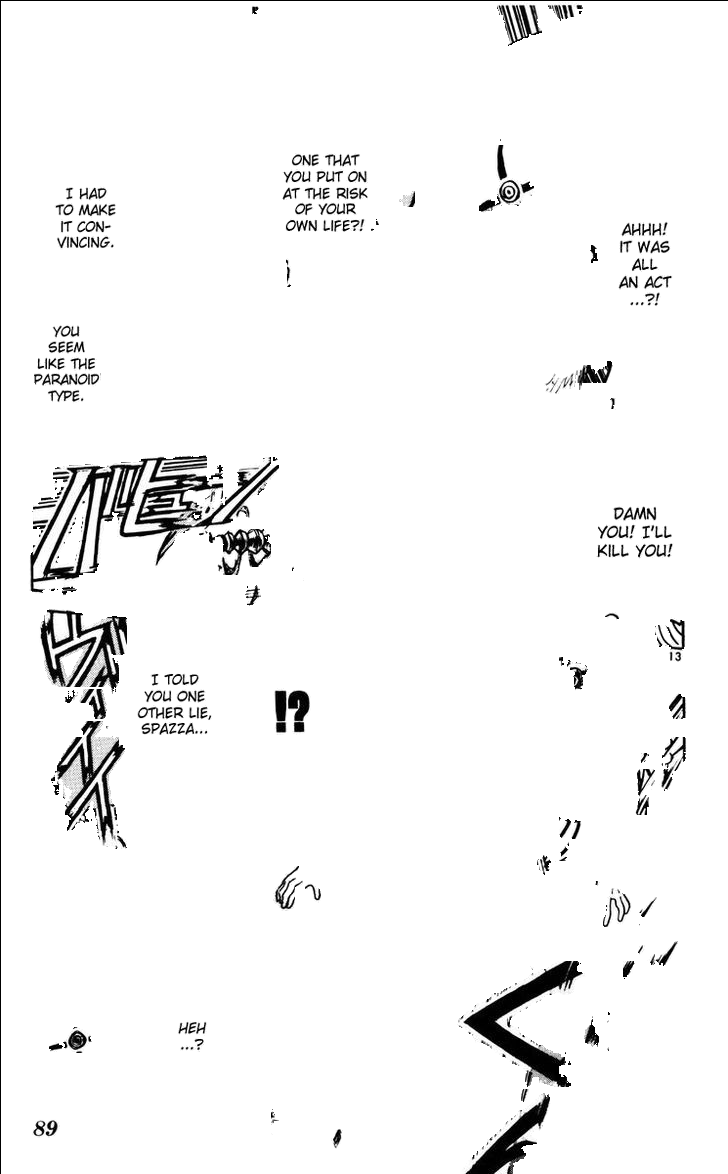 AHHH!
IT WAS
ALL
AN ACT
...?!
ONE THAT
YOU PUT ON
AT THE RISK
OF YOUR
OWN LIFE?!
I HAD
TO MAKE
IT CON-
VINCING.
YOU
SEEM
LIKE THE
PARANOID
TYPE.
DAMN
YOU! I'LL
KILL YOU!
13
!?
I TOLD
YOU ONE
OTHER LIE,
SPAZZA...
HEH
...?
89